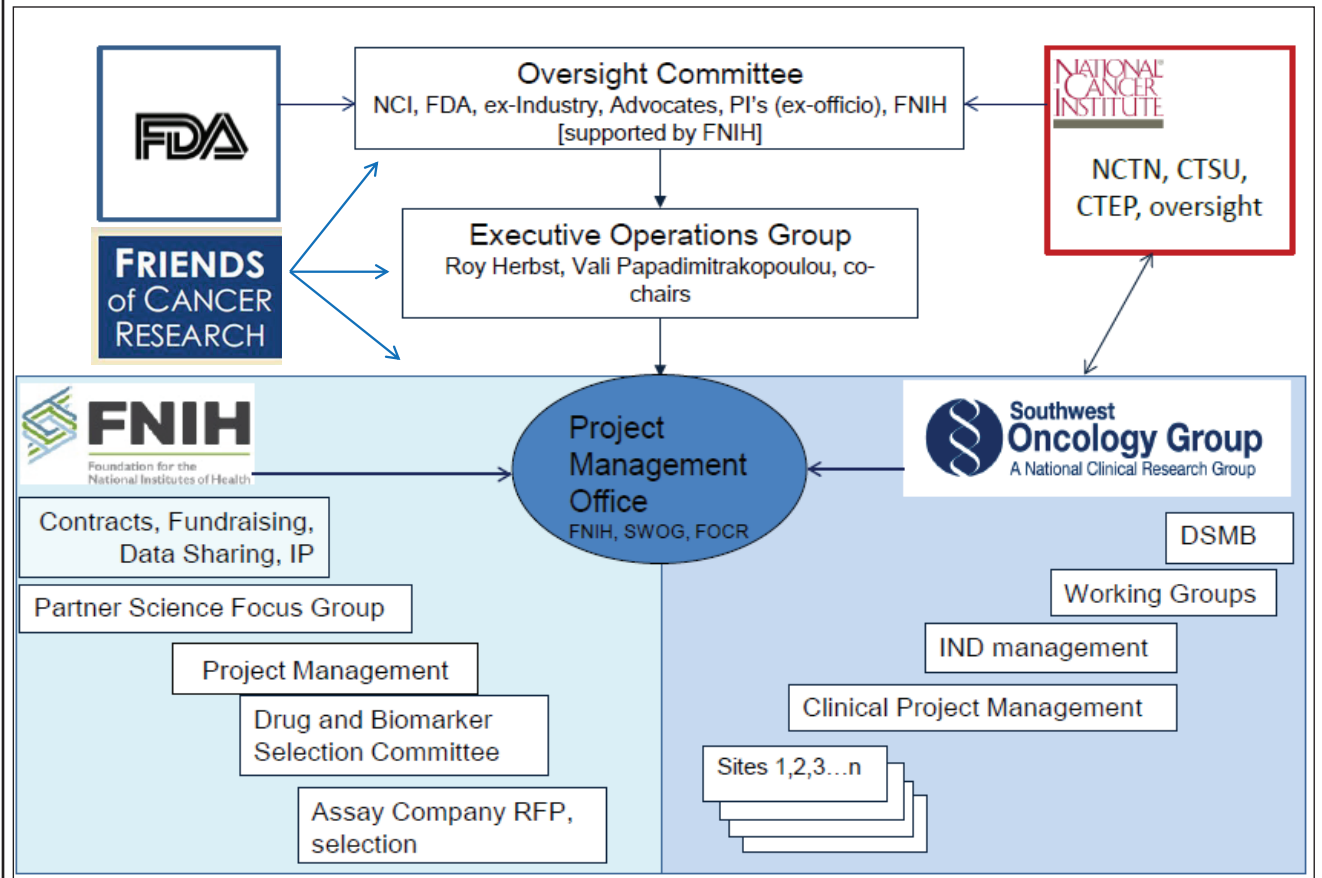 FDA
Oversight Committee
NCI, FDA, ex-Industry, Advocates, PI's (ex-officio), FNIH
[supported by FNIH]
NATIONAL
CANCER
INSTITUTE
NCTN, CTSU,
CTEP, oversight
FRIENDS
of CANCER
RESEARCH
Executive Operations Group
Roy Herbst, Vali Papadimitrakopoulou, co-
chairs
FNIH
Foundation for the
National Institutes of Health
Project
Management
Office
FNIH, SWOG, FOCR
Southwest
Oncology Group
A National Clinical Research Group
Contracts, Fundraising,
Data Sharing, IP
Partner Science Focus Group
Project Management
Drug and Biomarker
Selection Committee
Assay Company RFP,
selection
DSMB
Working Groups
IND management
Clinical Project Management
Sites 1,2,3...n